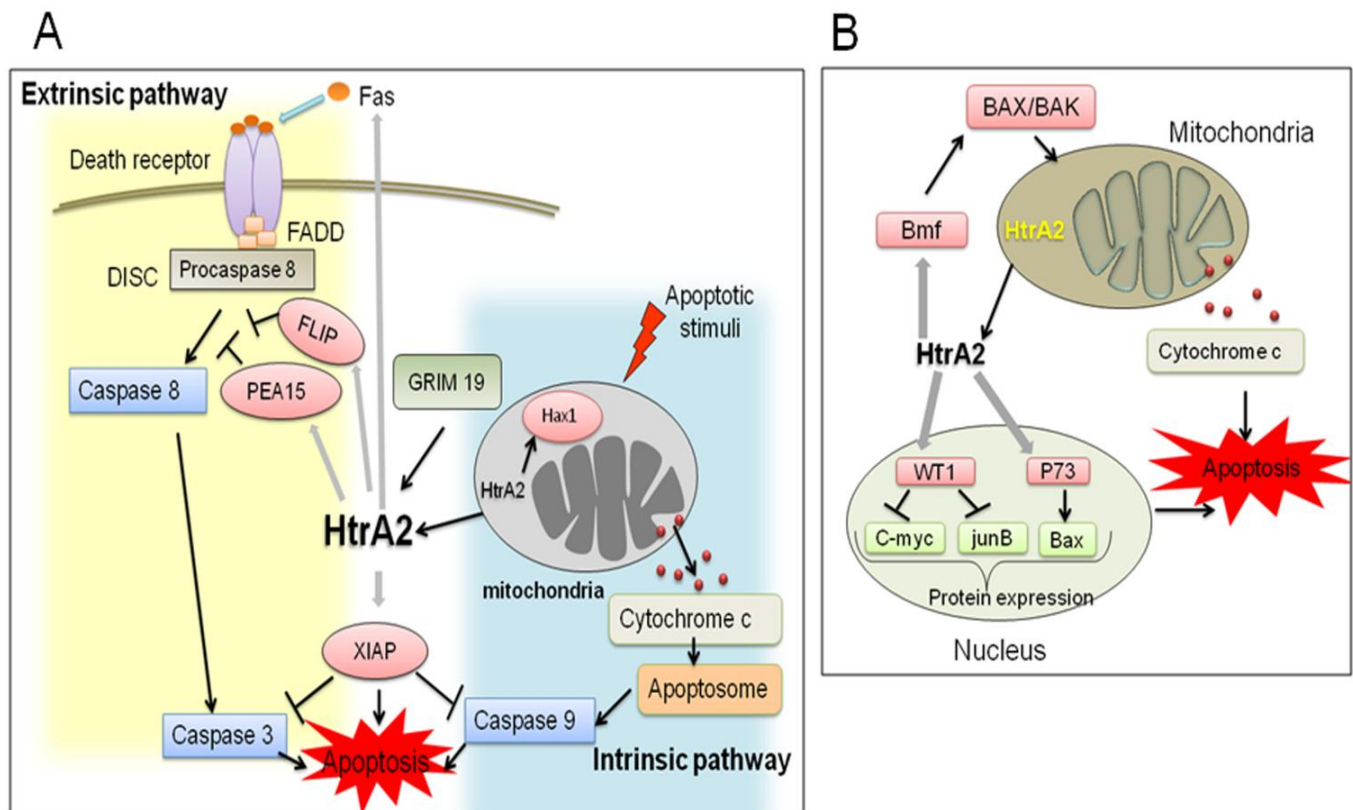 A
Extrinsic pathway
Fas
Death receptor
FADD
DISC
Procaspase 8
FLIP
PEA15
Caspase 8
GRIM 19
Apoptotic
stimuli
Hax1
HtrA2
HtrA2
mitochondria
Cytochrome c
XIAP
Apoptosome
Caspase 3
Apoptosis
Caspase 9
Intrinsic pathway
B
BAX/BAK
Mitochondria
HtrA2
Bmf
HtrA2
Cytochrome c
WT1
P73
Apoptosis
C-myc
junB
Bax
Protein expression
Nucleus